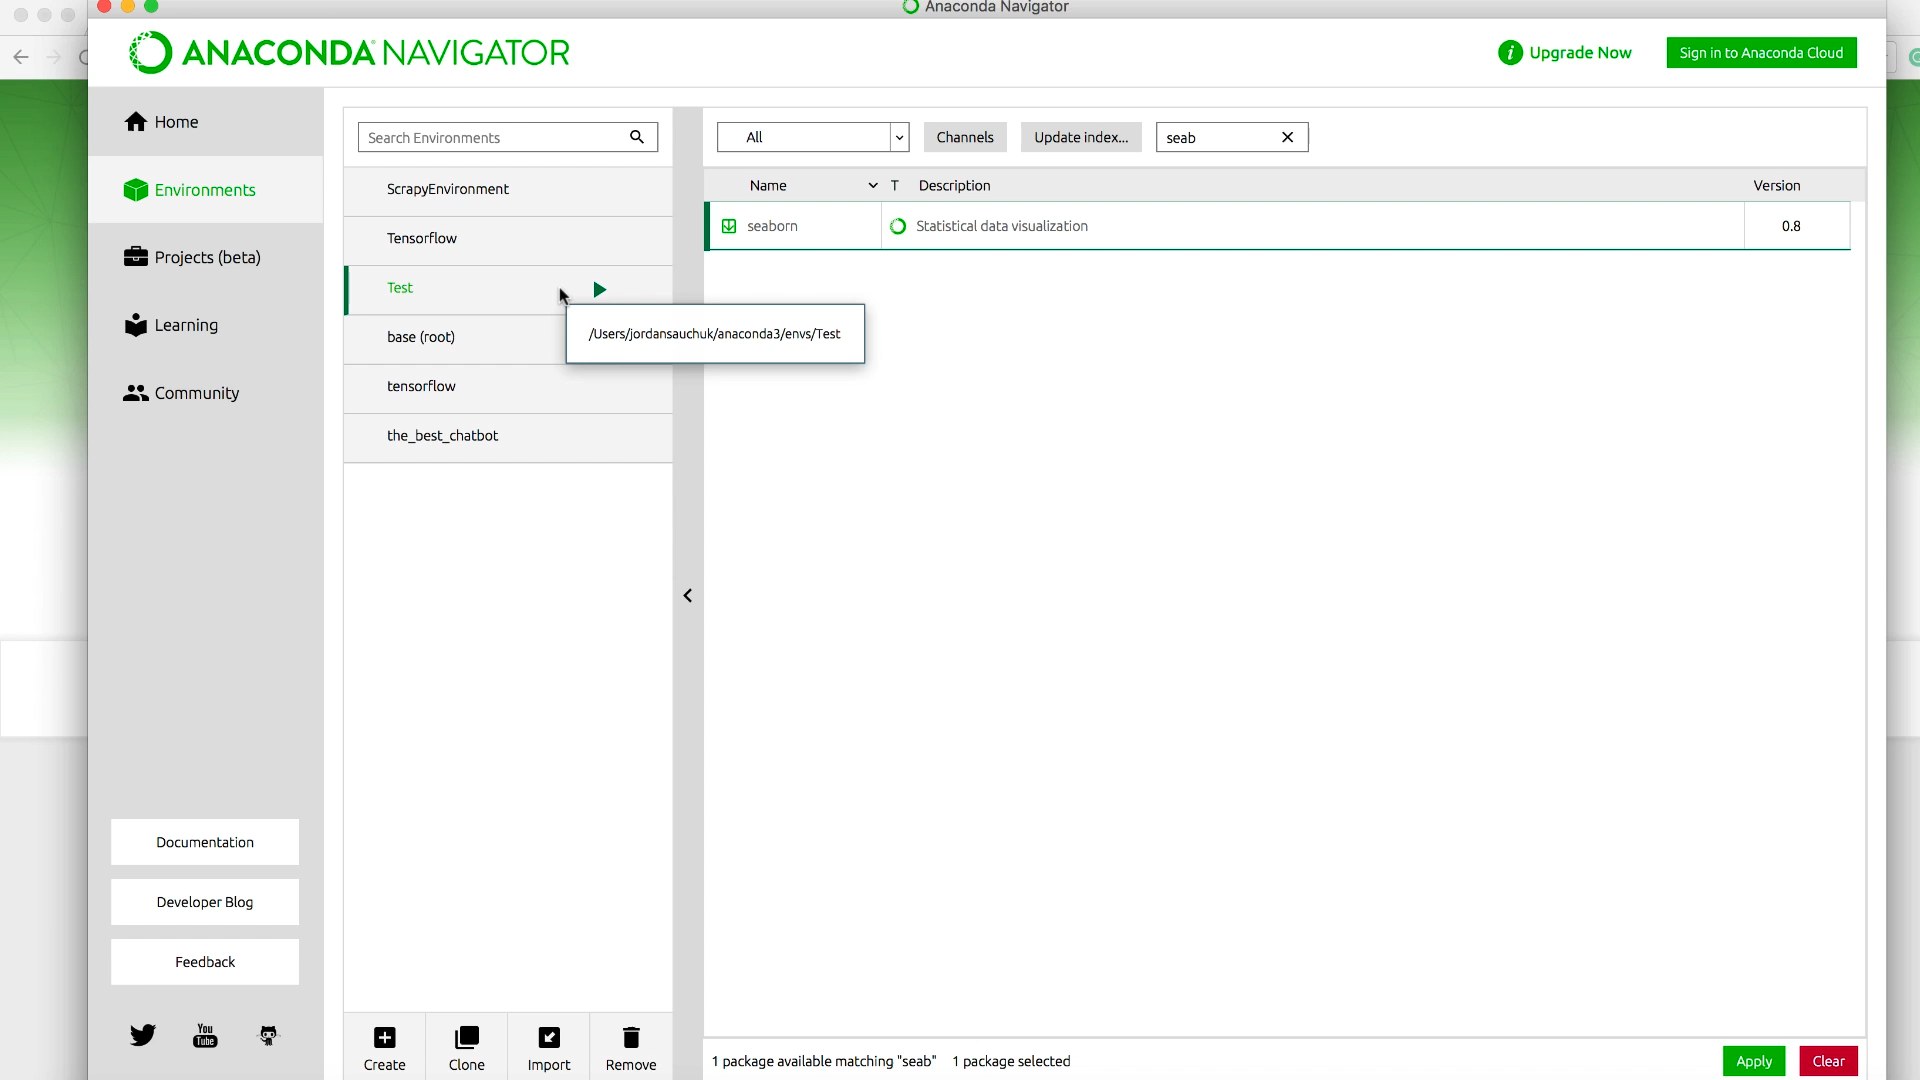 Anaconda Navigator
ANACONDA NAVIGATOR
i Upgrade Now
Sign in to Anaconda Cloud
Home
Environments
Projects (beta)
Learning
Community
Documentation
Developer Blog
Feedback
You
Tube
Search Environments
ScrapyEnvironment
Tensorflow
Test
base (root)
tensorflow
the_best_chatbot
/Users/jordansauchuk/anaconda3/envs/Test
Create
Clone
Import
Remove
All
Channels
Update index...
seab
Name T Description Version
seaborn Statistical data visualization 0.8
1 package available matching "seab" 1 package selected
Apply
Clear